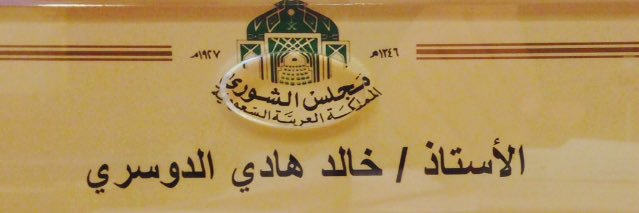 ١٣٤٦هـ ١٩٢٧م
مجلس الشورى
المملكة العربية السعودية
الأستاذ / خالد هادي الدوسري